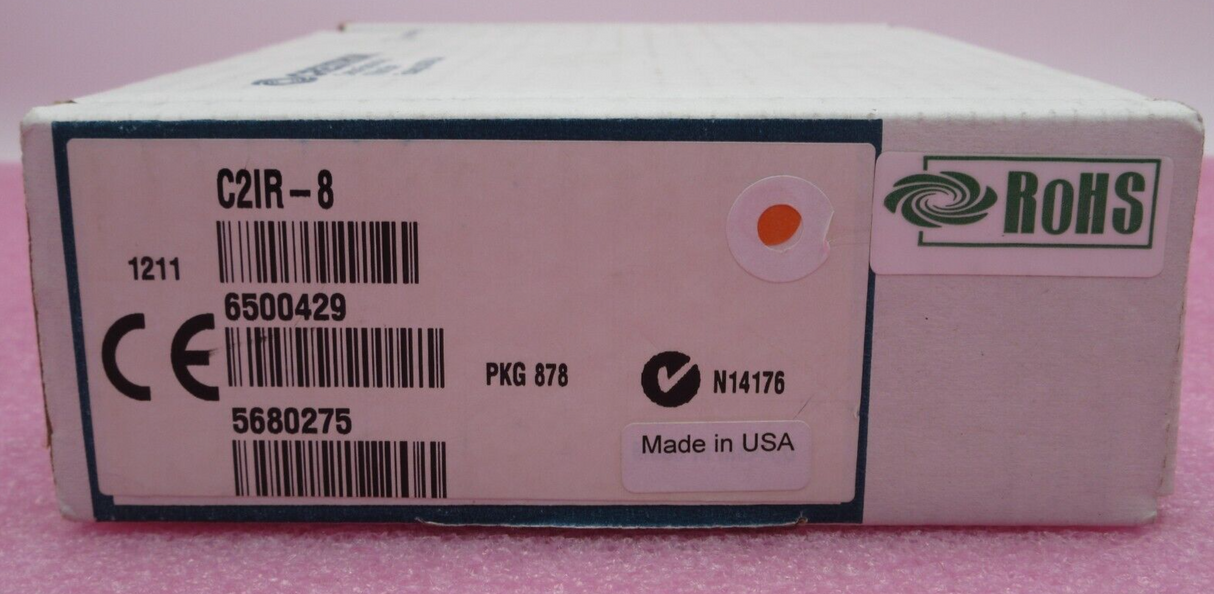 C2IR-8
1211
6500429
CE
PKG 878
N14176
5680275
Made in USA
RoHS